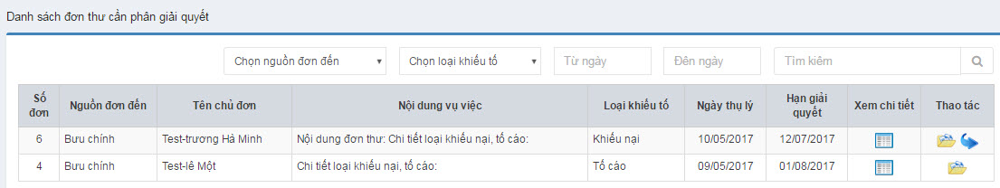 Danh sách đơn thư cần phân giải quyết
Chọn nguồn đơn đến Chọn loại khiếu tố Từ ngày Đến ngày Tìm kiếm
Số đơn Nguồn đơn đến Tên chủ đơn Nội dung vụ việc Loại khiếu tố Ngày thụ lý Hạn giải quyết Xem chi tiết Thao tác
6 Bưu chính Test-trương Hà Minh Nội dung đơn thư: Chi tiết loại khiếu nại, tố cáo: Khiếu nại 10/05/2017 12/07/2017
4 Bưu chính Test-lê Một Chi tiết loại khiếu nại, tố cáo: Tố cáo 09/05/2017 01/08/2017